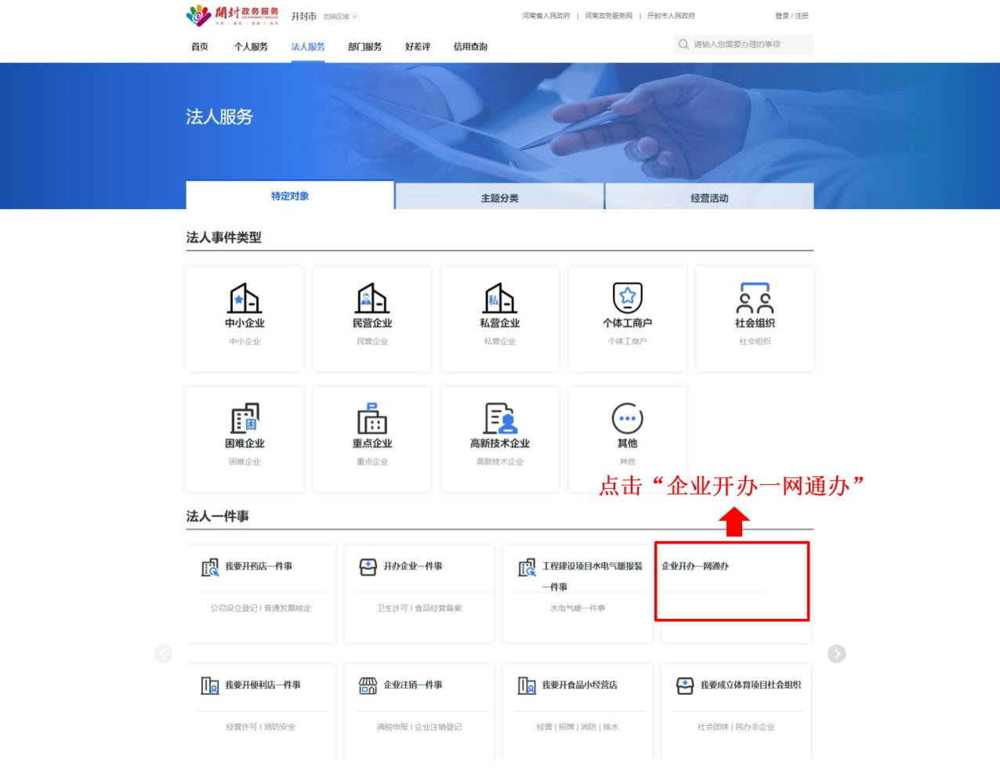 開封政务服务
开封市 切换区域
河南省人民政府 | 河南政务服务网 | 开封市人民政府
登录 / 注册
首页 个人服务 法人服务 部门服务 好差评 信用查询
请输入您需要办理的事项
法人服务
特定对象 主题分类 经营活动
法人事件类型
中小企业 民营企业 私营企业 个体工商户 社会组织
中小企业 民营企业 私营企业 个体工商户 社会组织
困
困难企业 重点企业 高新技术企业 其他
困难企业 重点企业 高新技术企业 其他
点击“企业开办一网通办”
法人一件事
我要开药店一件事
公司设立登记 | 普通发票核定
开办企业一件事
卫生许可 | 食品经营备案
工程建设项目水电气暖报装
一件事
水电气暖一件事
企业开办一网通办
我要开便利店一件事
经营许可 | 消防安全
企业注销一件事
清税申报 | 企业注销登记
我要开食品小经营店
经营 | 招牌 | 消防 | 排水
我要成立体育项目社会组织
社会团体 | 民办非企业